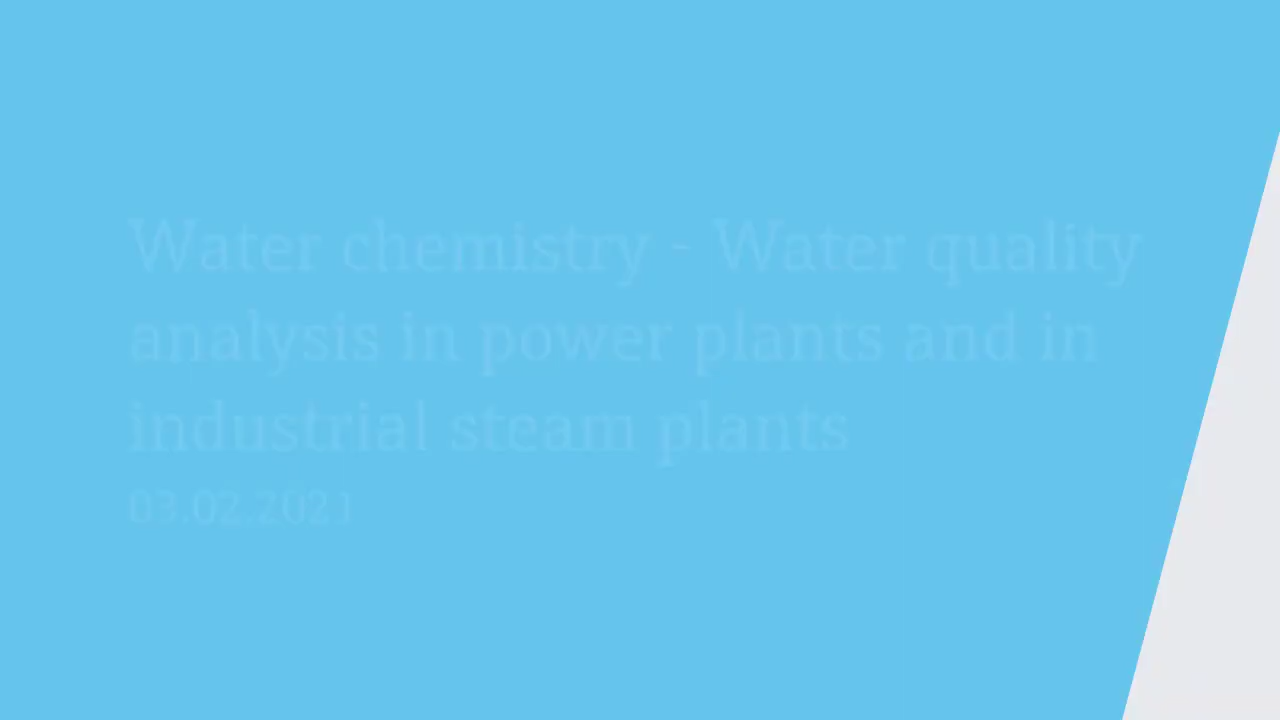 Water chemistry - Water quality
analysis in power plants and in
industrial steam plants
03.02.2021